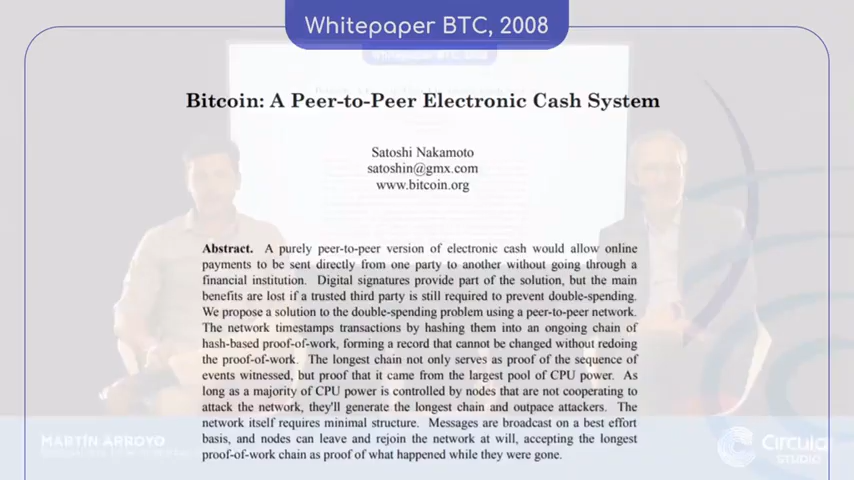 Whitepaper BTC, 2008
Bitcoin: A Peer-to-Peer Electronic Cash System
Satoshi Nakamoto
satoshin@gmx.com
www.bitcoin.org
Abstract. A purely peer-to-peer version of electronic cash would allow online
payments to be sent directly from one party to another without going through a
financial institution. Digital signatures provide part of the solution, but the main
benefits are lost if a trusted third party is still required to prevent double-spending.
We propose a solution to the double-spending problem using a peer-to-peer network.
The network timestamps transactions by hashing them into an ongoing chain of
hash-based proof-of-work, forming a record that cannot be changed without redoing
the proof-of-work. The longest chain not only serves as proof of the sequence of
events witnessed, but proof that it came from the largest pool of CPU power. As
long as a majority of CPU power is controlled by nodes that are not cooperating to
attack the network, they'll generate the longest chain and outpace attackers. The
network itself requires minimal structure. Messages are broadcast on a best effort
basis, and nodes can leave and rejoin the network at will, accepting the longest
proof-of-work chain as proof of what happened while they were gone.
MARTÍN ARROYO
Circular
STUDIO